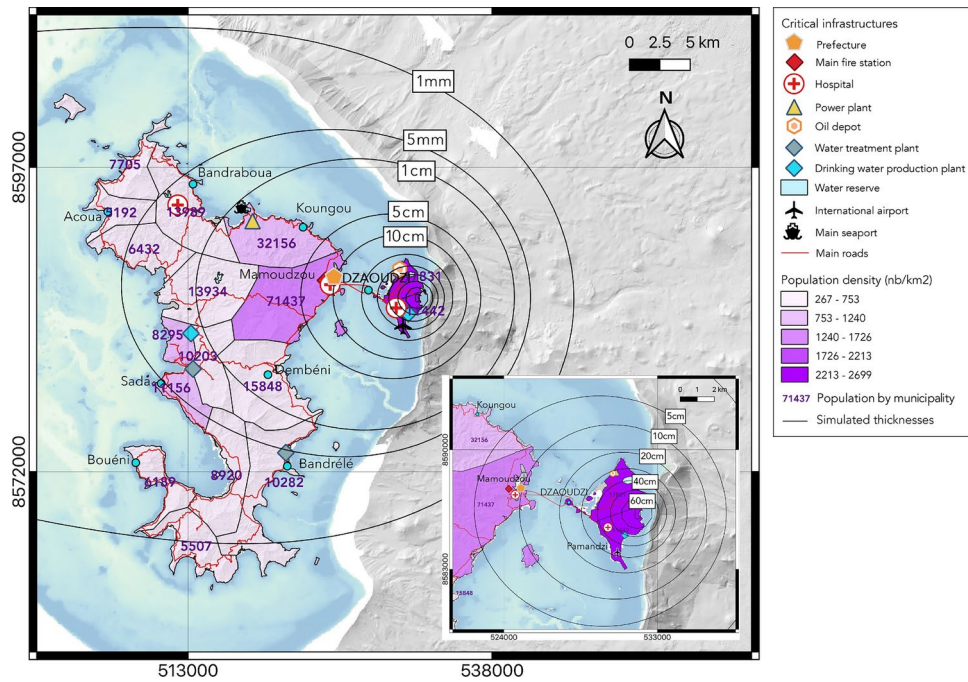 1mm
5mm
1cm
5cm
10cm
0 2.5 5 km
N
8597000
8572000
513000
538000
7705
Bandraboua
Acoua
13989
Koungou
6432
32156
Mamoudzou
DZAOUDZI
13934
71437
8295
10203
Sada
11156
15848
Dembéni
Bouéni
6189
8920
Bandrélé
10282
5507
0 1 2 km
Koungou
5cm
10cm
32156
20cm
Mamoudzou
DZAOUDZI
40cm
60cm
71437
Pamandzi
15848
8590000
8583000
524000
533000
Critical infrastructures
Prefecture
Main fire station
Hospital
Power plant
Oil depot
Water treatment plant
Drinking water production plant
Water reserve
International airport
Main seaport
Main roads
Population density (nb/km2)
267 - 753
753 - 1240
1240 - 1726
1726 - 2213
2213 - 2699
71437 Population by municipality
Simulated thicknesses